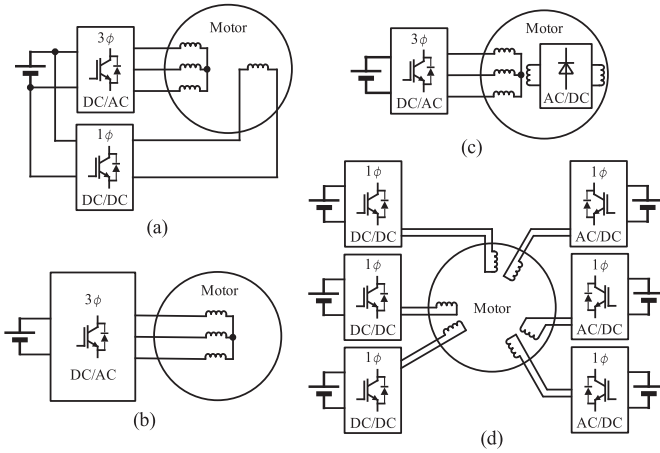 3ϕ
DC/AC
Motor
1ϕ
DC/DC
(a)
3ϕ
DC/AC
Motor
AC/DC
(c)
3ϕ
DC/AC
Motor
(b)
1ϕ
DC/DC
1ϕ
AC/DC
1ϕ
DC/DC
Motor
1ϕ
AC/DC
1ϕ
DC/DC
1ϕ
AC/DC
(d)